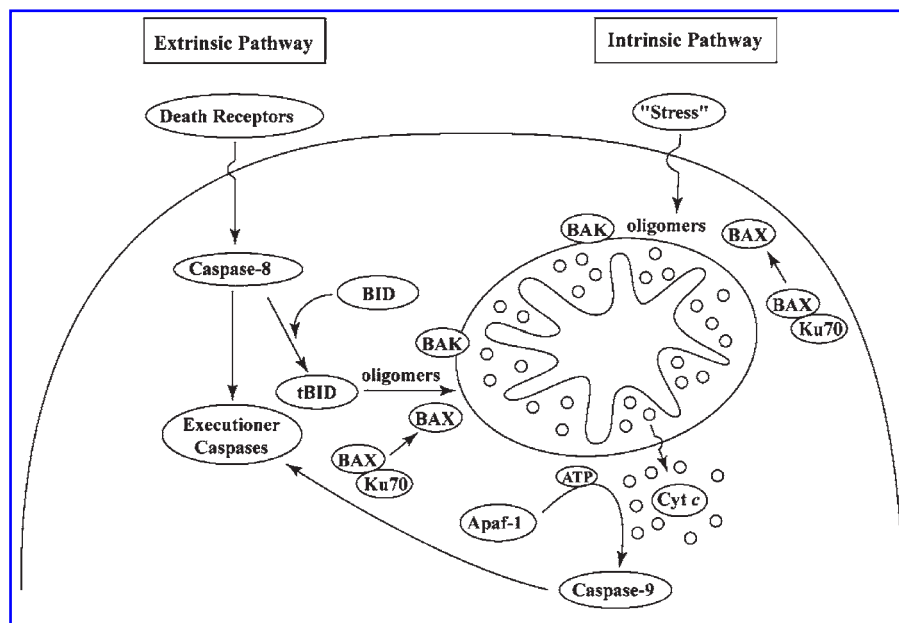 Extrinsic Pathway
Intrinsic Pathway
Death Receptors
"Stress"
BAK
oligomers
BAX
Caspase-8
BID
BAX
Ku70
BAK
tBID
oligomers
BAX
Executioner
Caspases
BAX
Ku70
ATP
Cyt c
Apaf-1
Caspase-9